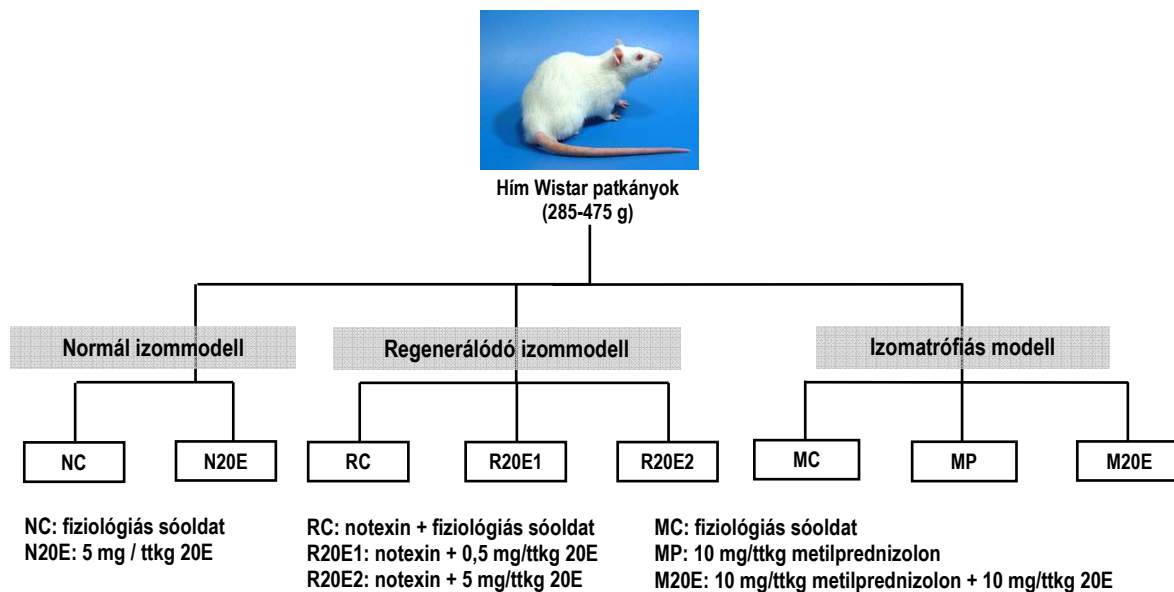 Hím Wistar patkányok
(285-475 g)
Normál izommodell
Regenerálódó izommodell
Izomatrófiás modell
NC
N20E
RC
R20E1
R20E2
MC
MP
M20E
NC: fiziológiás sóoldat
N20E: 5 mg / ttkg 20E
RC: notexin + fiziológiás sóoldat
R20E1: notexin + 0,5 mg/ttkg 20E
R20E2: notexin + 5 mg/ttkg 20E
MC: fiziológiás sóoldat
MP: 10 mg/ttkg metilprednizolon
M20E: 10 mg/ttkg metilprednizolon + 10 mg/ttkg 20E